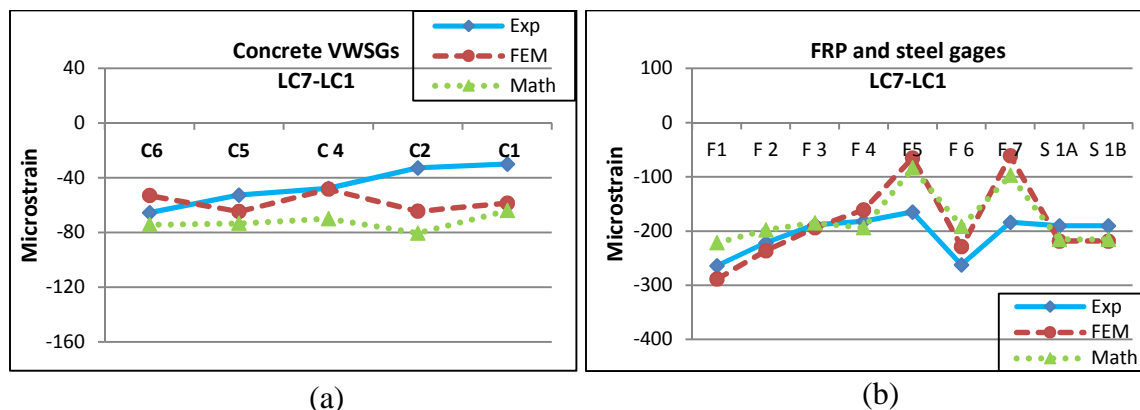 Concrete VWSGs
LC7-LC1
Exp
FEM
Math
40
0
-40
-80
-120
-160
Microstrain
C6 C5 C 4 C2 C1
(a)
FRP and steel gages
LC7-LC1
100
0
-100
-200
-300
-400
Microstrain
F1 F 2 F 3 F 4 F5 F 6 F 7 S 1A S 1B
Exp
FEM
Math
(b)